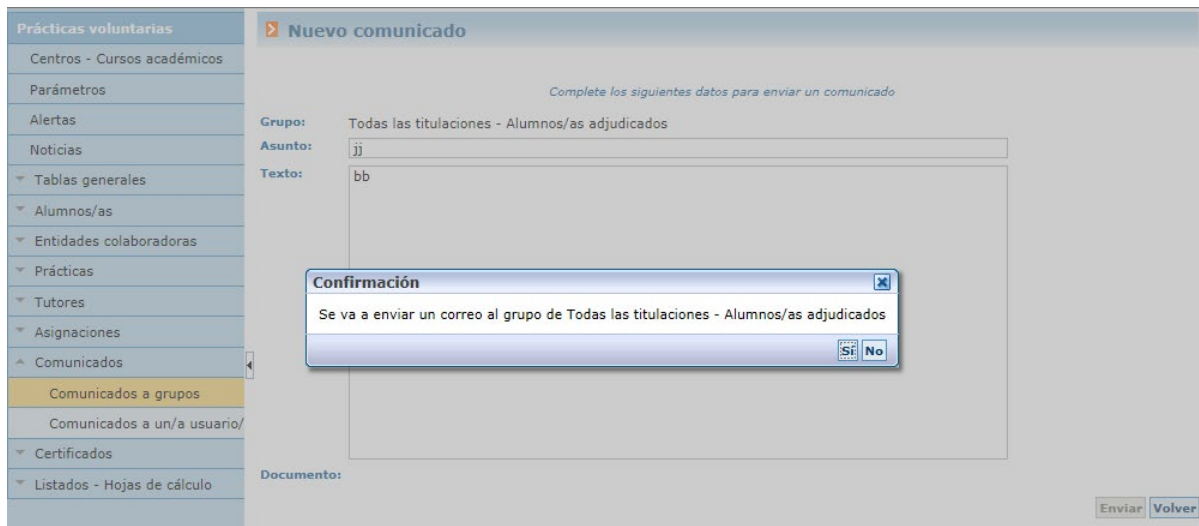 Prácticas voluntarias
Centros - Cursos académicos
Parámetros
Alertas
Noticias
Tablas generales
Alumnos/as
Entidades colaboradoras
Prácticas
Tutores
Asignaciones
Comunicados
Comunicados a grupos
Comunicados a un/a usuario/
Certificados
Listados - Hojas de cálculo
Nuevo comunicado
Complete los siguientes datos para enviar un comunicado
Grupo: Todas las titulaciones - Alumnos/as adjudicados
Asunto: jj
Texto: bb
Confirmación
Se va a enviar un correo al grupo de Todas las titulaciones - Alumnos/as adjudicados
Sí No
Documento:
Enviar Volver